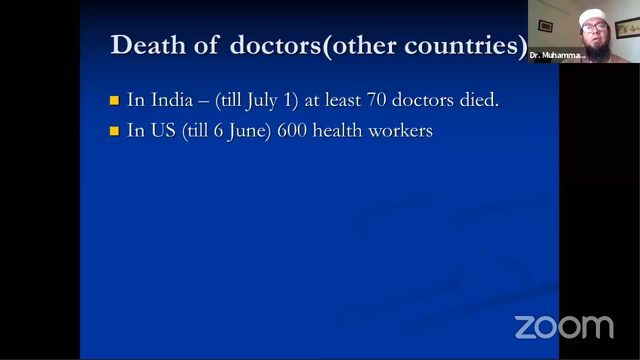 Death of doctors(other countries)
Dr. Muhamma...
In India – (till July 1) at least 70 doctors died.
In US (till 6 June) 600 health workers
zoom